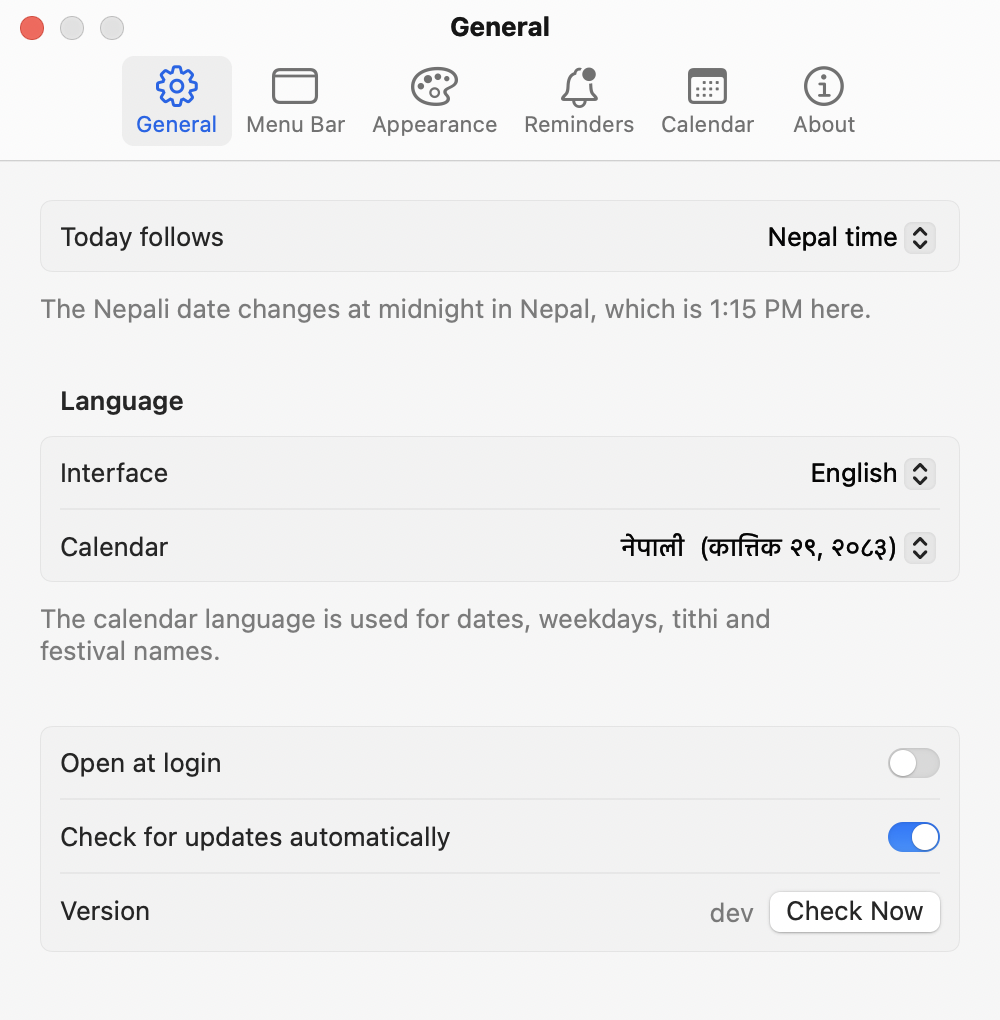 General
General
Menu Bar
Appearance
Reminders
Calendar
About
Today follows
Nepal time
The Nepali date changes at midnight in Nepal, which is 1:15 PM here.
Language
Interface
English
Calendar
नेपाली (कात्तिक २९, २०८३)
The calendar language is used for dates, weekdays, tithi and
festival names.
Open at login
Check for updates automatically
Version
dev
Check Now